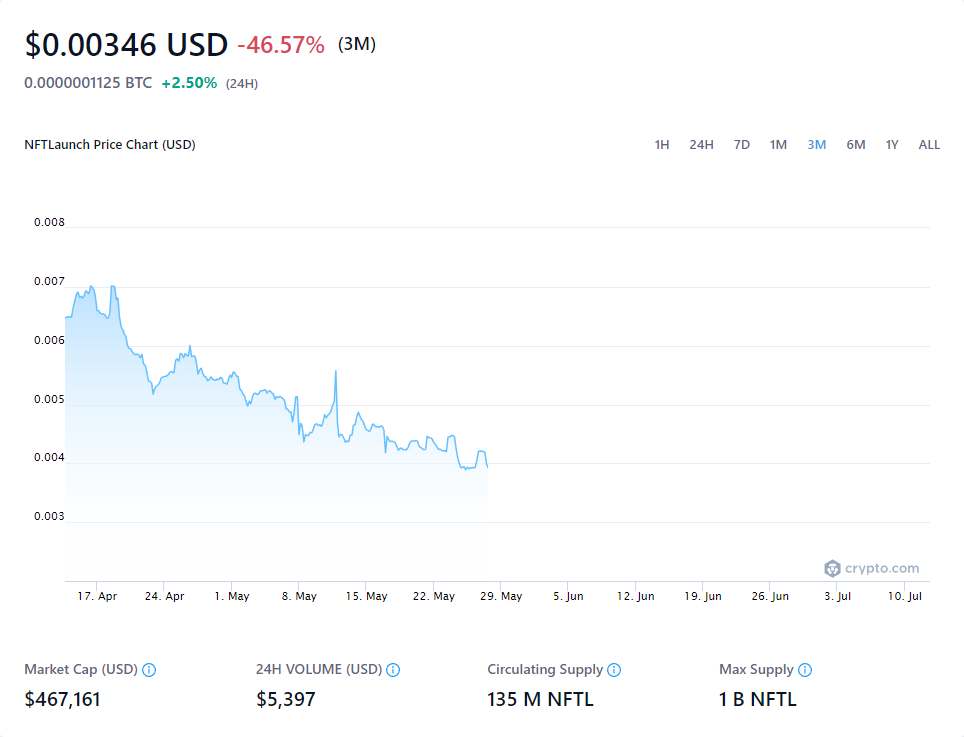 $0.00346 USD -46.57% (3M)
0.0000001125 BTC +2.50% (24H)
NFTLaunch Price Chart (USD) 1H 24H 7D 1M 3M 6M 1Y ALL
0.008
0.007
0.006
0.005
0.004
0.003
crypto.com
17. Apr 24. Apr 1. May 8. May 15. May 22. May 29. May 5. Jun 12. Jun 19. Jun 26. Jun 3. Jul 10. Jul
Market Cap (USD) 24H VOLUME (USD) Circulating Supply Max Supply
$467,161 $5,397 135 M NFTL 1 B NFTL